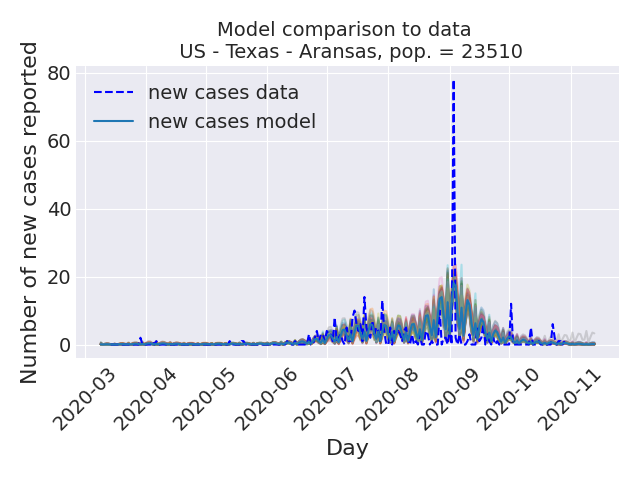 Model comparison to data
US - Texas - Aransas, pop. = 23510
Number of new cases reported
80
60
40
20
0
new cases data
new cases model
2020-03
2020-04
2020-05
2020-06
2020-07
2020-08
2020-09
2020-10
2020-11
Day